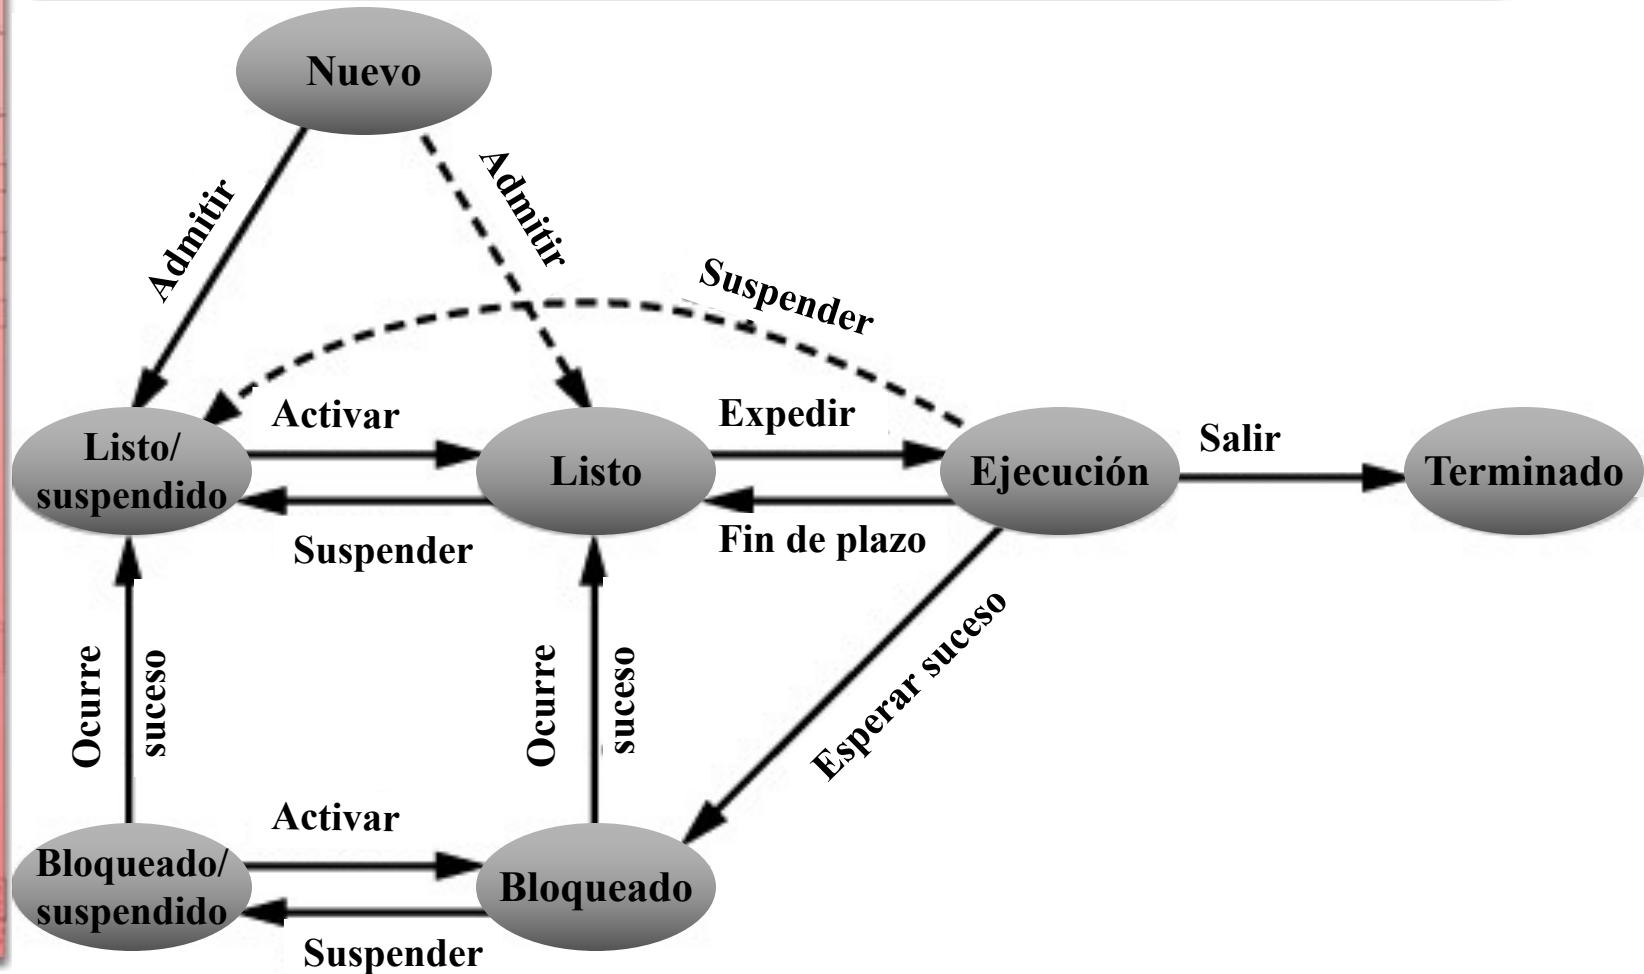 Nuevo
Admitir
Admitir
Suspender
Activar
Expedir
Salir
Listo/
suspendido
Listo
Ejecución
Terminado
Suspender
Fin de plazo
Ocurre
suceso
Ocurre
suceso
Esperar suceso
Activar
Bloqueado/
suspendido
Bloqueado
Suspender